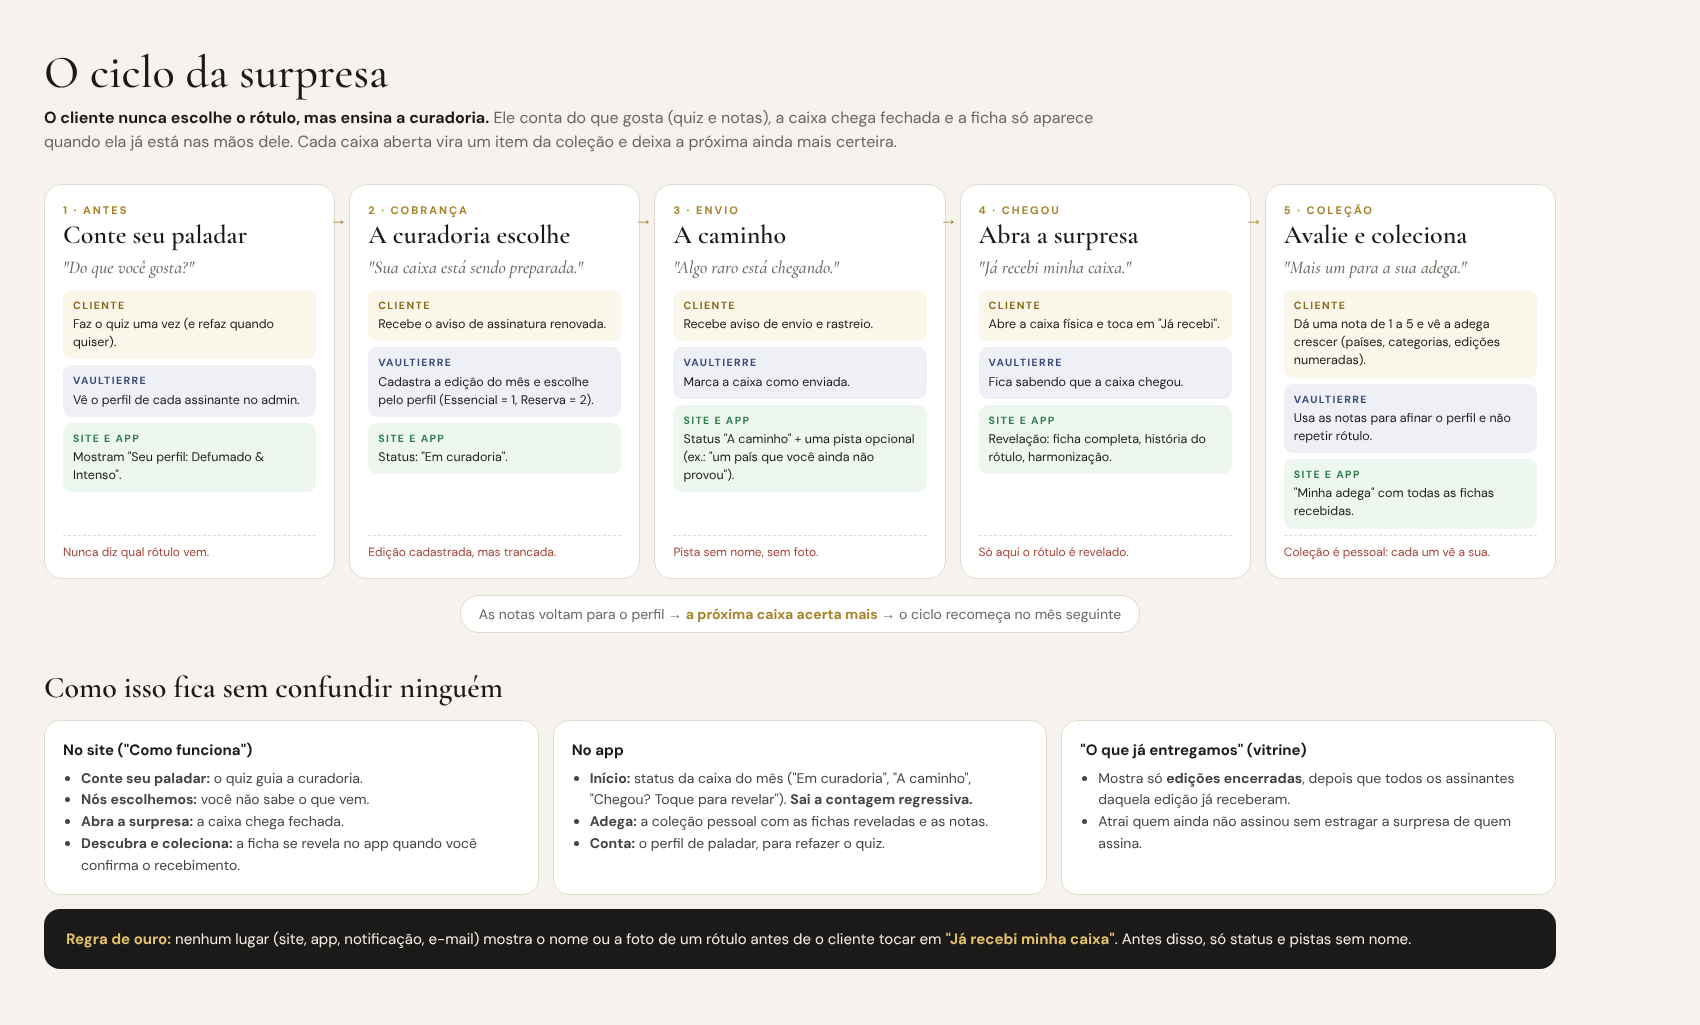 O ciclo da surpresa
O cliente nunca escolhe o rótulo, mas ensina a curadoria. Ele conta do que gosta (quiz e notas), a caixa chega fechada e a ficha só aparece
quando ela já está nas mãos dele. Cada caixa aberta vira um item da coleção e deixa a próxima ainda mais certeira.
1 · ANTES
Conte seu paladar
"Do que você gosta?"
CLIENTE
Faz o quiz uma vez (e refaz quando
quiser).
VAULTIERRE
Vê o perfil de cada assinante no admin.
SITE E APP
Mostram "Seu perfil: Defumado &
Intenso".
Nunca diz qual rótulo vem.
→
2 · COBRANÇA
A curadoria escolhe
"Sua caixa está sendo preparada."
CLIENTE
Recebe o aviso de assinatura renovada.
VAULTIERRE
Cadastra a edição do mês e escolhe
pelo perfil (Essencial = 1, Reserva = 2).
SITE E APP
Status: "Em curadoria".
Edição cadastrada, mas trancada.
→
3 · ENVIO
A caminho
"Algo raro está chegando."
CLIENTE
Recebe aviso de envio e rastreio.
VAULTIERRE
Marca a caixa como enviada.
SITE E APP
Status "A caminho" + uma pista opcional
(ex.: "um país que você ainda não
provou").
Pista sem nome, sem foto.
→
4 · CHEGOU
Abra a surpresa
"Já recebi minha caixa."
CLIENTE
Abre a caixa física e toca em "Já recebi".
VAULTIERRE
Fica sabendo que a caixa chegou.
SITE E APP
Revelação: ficha completa, história do
rótulo, harmonização.
Só aqui o rótulo é revelado.
→
5 · COLEÇÃO
Avalie e coleciona
"Mais um para a sua adega."
CLIENTE
Dá uma nota de 1 a 5 e vê a adega
crescer (países, categorias, edições
numeradas).
VAULTIERRE
Usa as notas para afinar o perfil e não
repetir rótulo.
SITE E APP
"Minha adega" com todas as fichas
recebidas.
Coleção é pessoal: cada um vê a sua.
As notas voltam para o perfil → a próxima caixa acerta mais → o ciclo recomeça no mês seguinte
Como isso fica sem confundir ninguém
No site ("Como funciona")
• Conte seu paladar: o quiz guia a curadoria.
• Nós escolhemos: você não sabe o que vem.
• Abra a surpresa: a caixa chega fechada.
• Descubra e coleciona: a ficha se revela no app quando você
confirma o recebimento.
No app
• Início: status da caixa do mês ("Em curadoria", "A caminho",
"Chegou? Toque para revelar"). Sai a contagem regressiva.
• Adega: a coleção pessoal com as fichas reveladas e as notas.
• Conta: o perfil de paladar, para refazer o quiz.
"O que já entregamos" (vitrine)
• Mostra só edições encerradas, depois que todos os assinantes
daquela edição já receberam.
• Atrai quem ainda não assinou sem estragar a surpresa de quem
assina.
Regra de ouro: nenhum lugar (site, app, notificação, e-mail) mostra o nome ou a foto de um rótulo antes de o cliente tocar em "Já recebi minha caixa". Antes disso, só status e pistas sem nome.